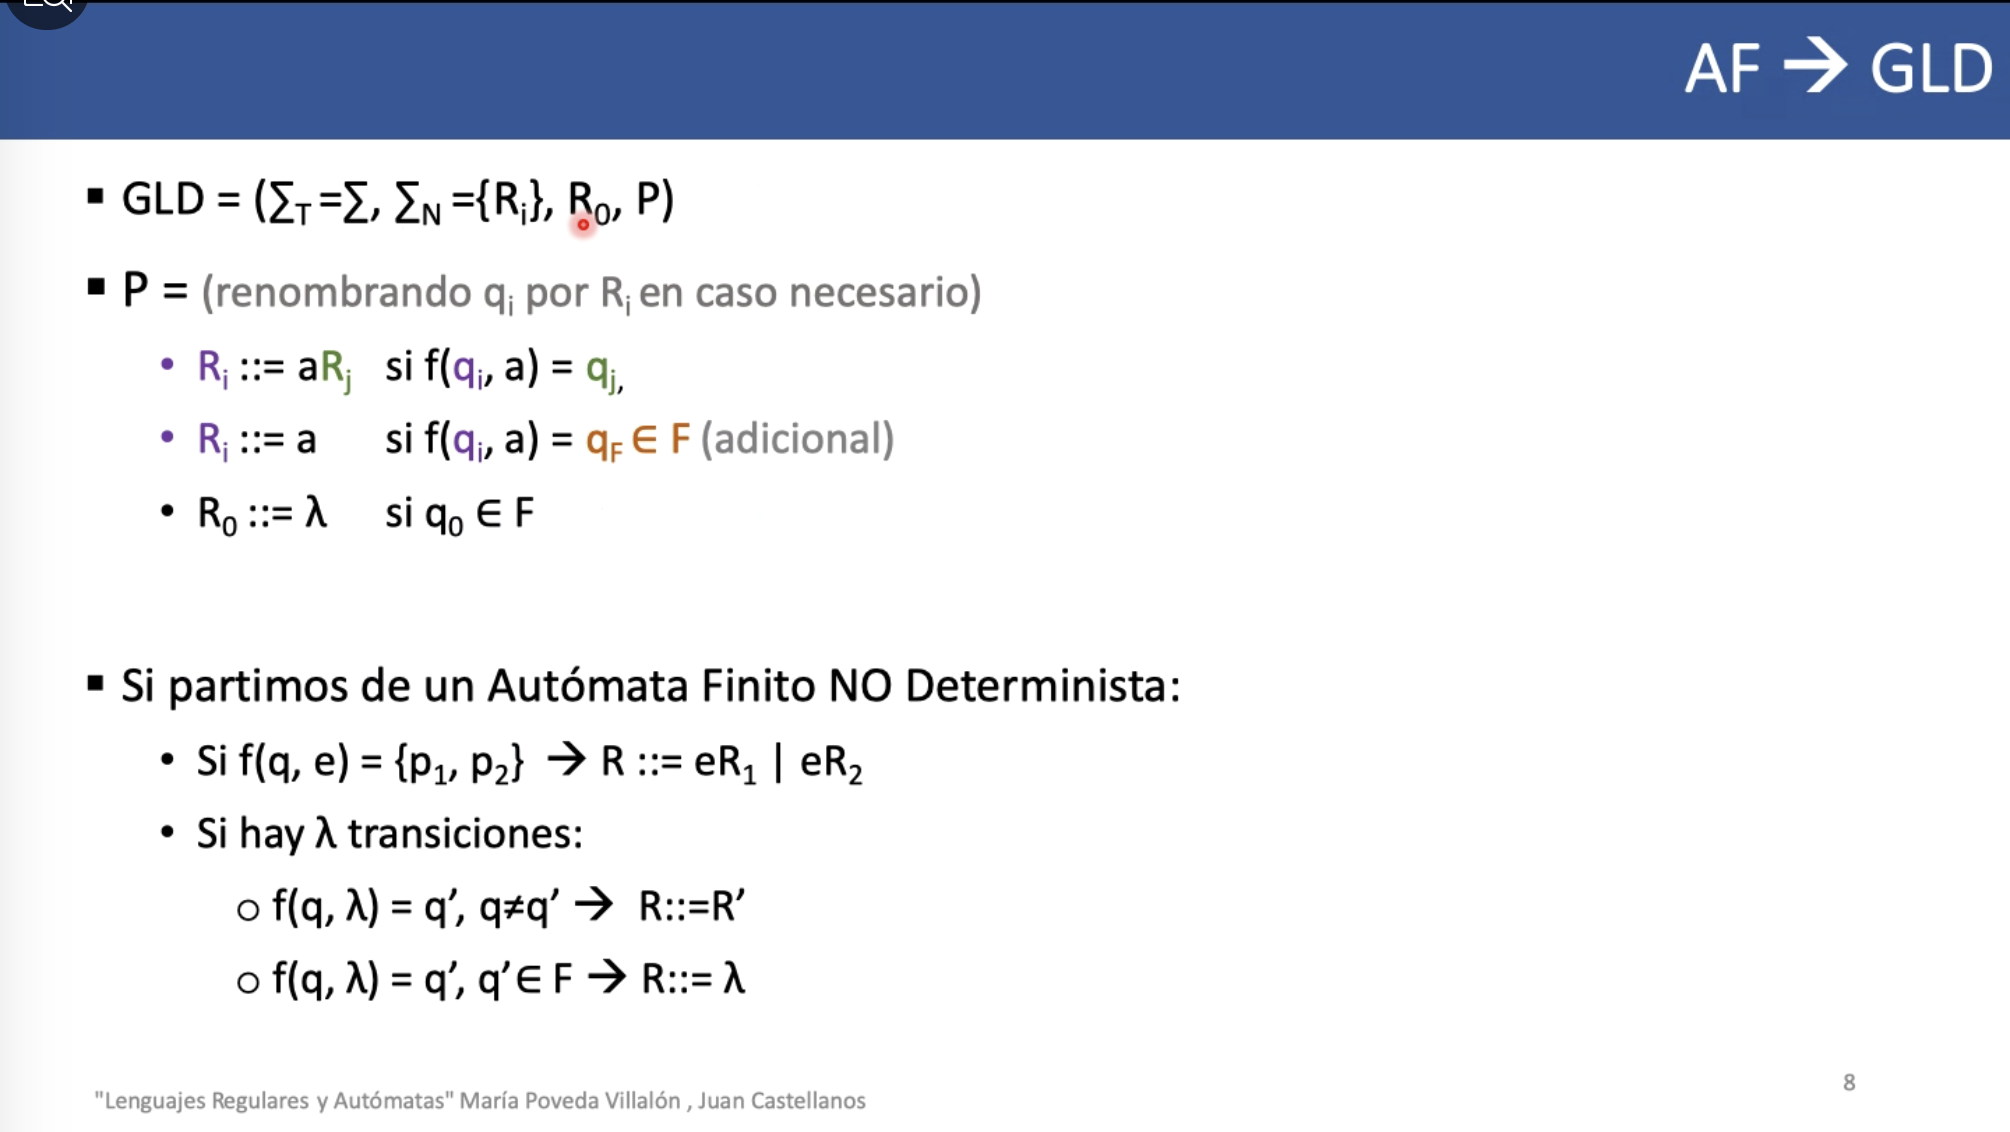 AF → GLD
▪ GLD = (∑T =∑, ∑N ={Ri}, R0, P)
▪ P = (renombrando qi por Ri en caso necesario)
• Ri ::= aRj si f(qi, a) = qj,
• Ri ::= a si f(qi, a) = qF ∈ F (adicional)
• R0 ::= λ si q0 ∈ F
▪ Si partimos de un Autómata Finito NO Determinista:
• Si f(q, e) = {p1, p2} → R ::= eR1 | eR2
• Si hay λ transiciones:
○ f(q, λ) = q’, q≠q’ → R::=R’
○ f(q, λ) = q’, q’∈ F → R::= λ
"Lenguajes Regulares y Autómatas" María Poveda Villalón , Juan Castellanos
8